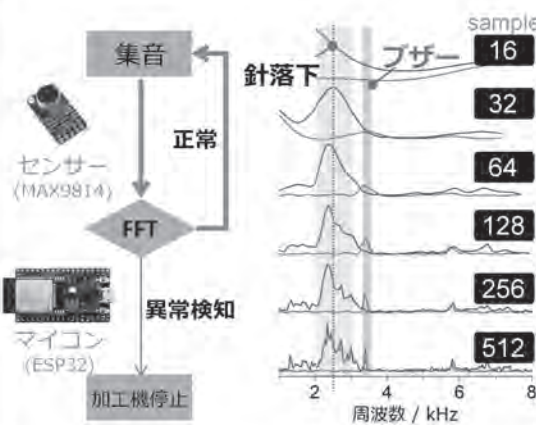 集音
センサー
(MAX9814)
正常
FFT
異常検知
マイコン
(ESP32)
加工機停止
針落下
ブザー
sample
16
32
64
128
256
512
2 4 6 8
周波数 / kHz